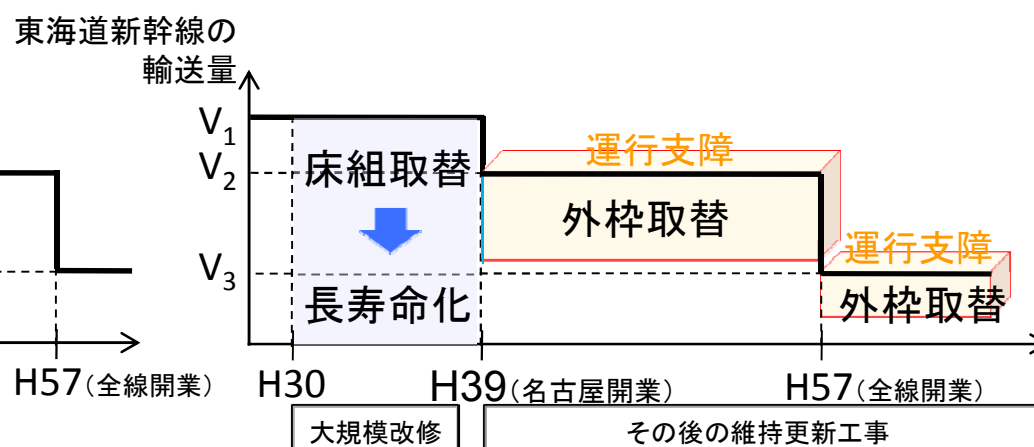 東海道新幹線の
輸送量
V1
V2
V3
床組取替
長寿命化
運行支障
外枠取替
運行支障
外枠取替
H57(全線開業)
H30
H39(名古屋開業)
H57(全線開業)
大規模改修
その後の維持更新工事